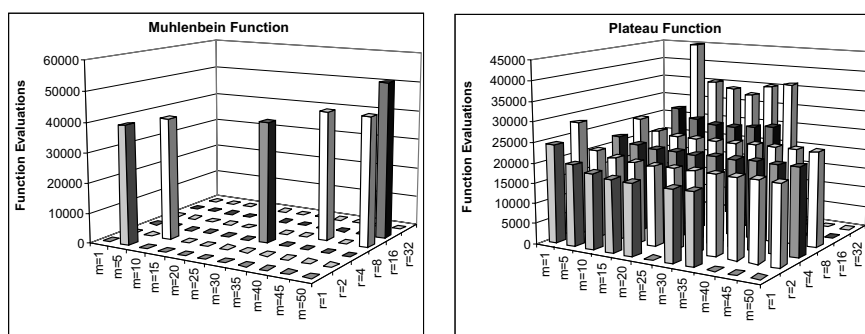 Muhlenbein Function
Function Evaluations
60000
50000
40000
30000
20000
10000
0
m=1
m=5
m=10
m=15
m=20
m=25
m=30
m=35
m=40
m=45
m=50
r=1
r=2
r=4
r=8
r=16
r=32
Plateau Function
Function Evaluations
45000
40000
35000
30000
25000
20000
15000
10000
5000
0
m=1
m=5
m=10
m=15
m=20
m=25
m=30
m=35
m=40
m=45
m=50
r=1
r=2
r=4
r=8
r=16
r=32